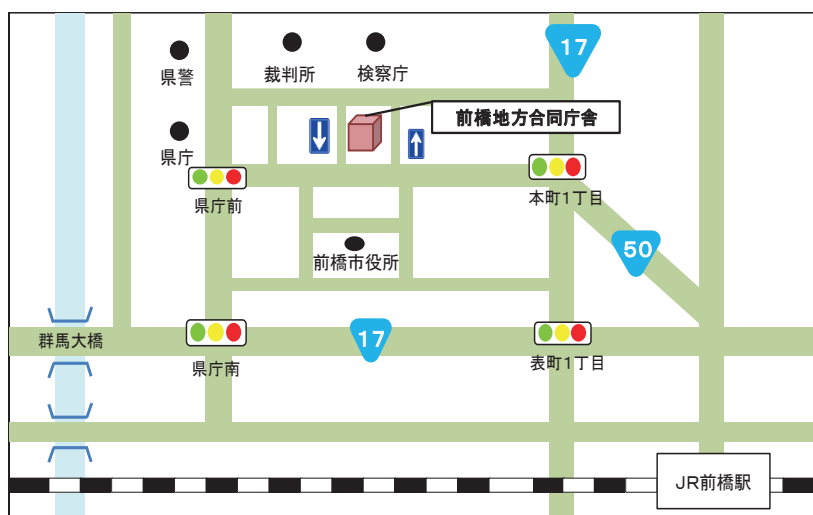 17
県警
裁判所
検察庁
前橋地方合同庁舎
県庁
県庁前
本町1丁目
50
前橋市役所
群馬大橋
17
県庁南
表町1丁目
JR前橋駅